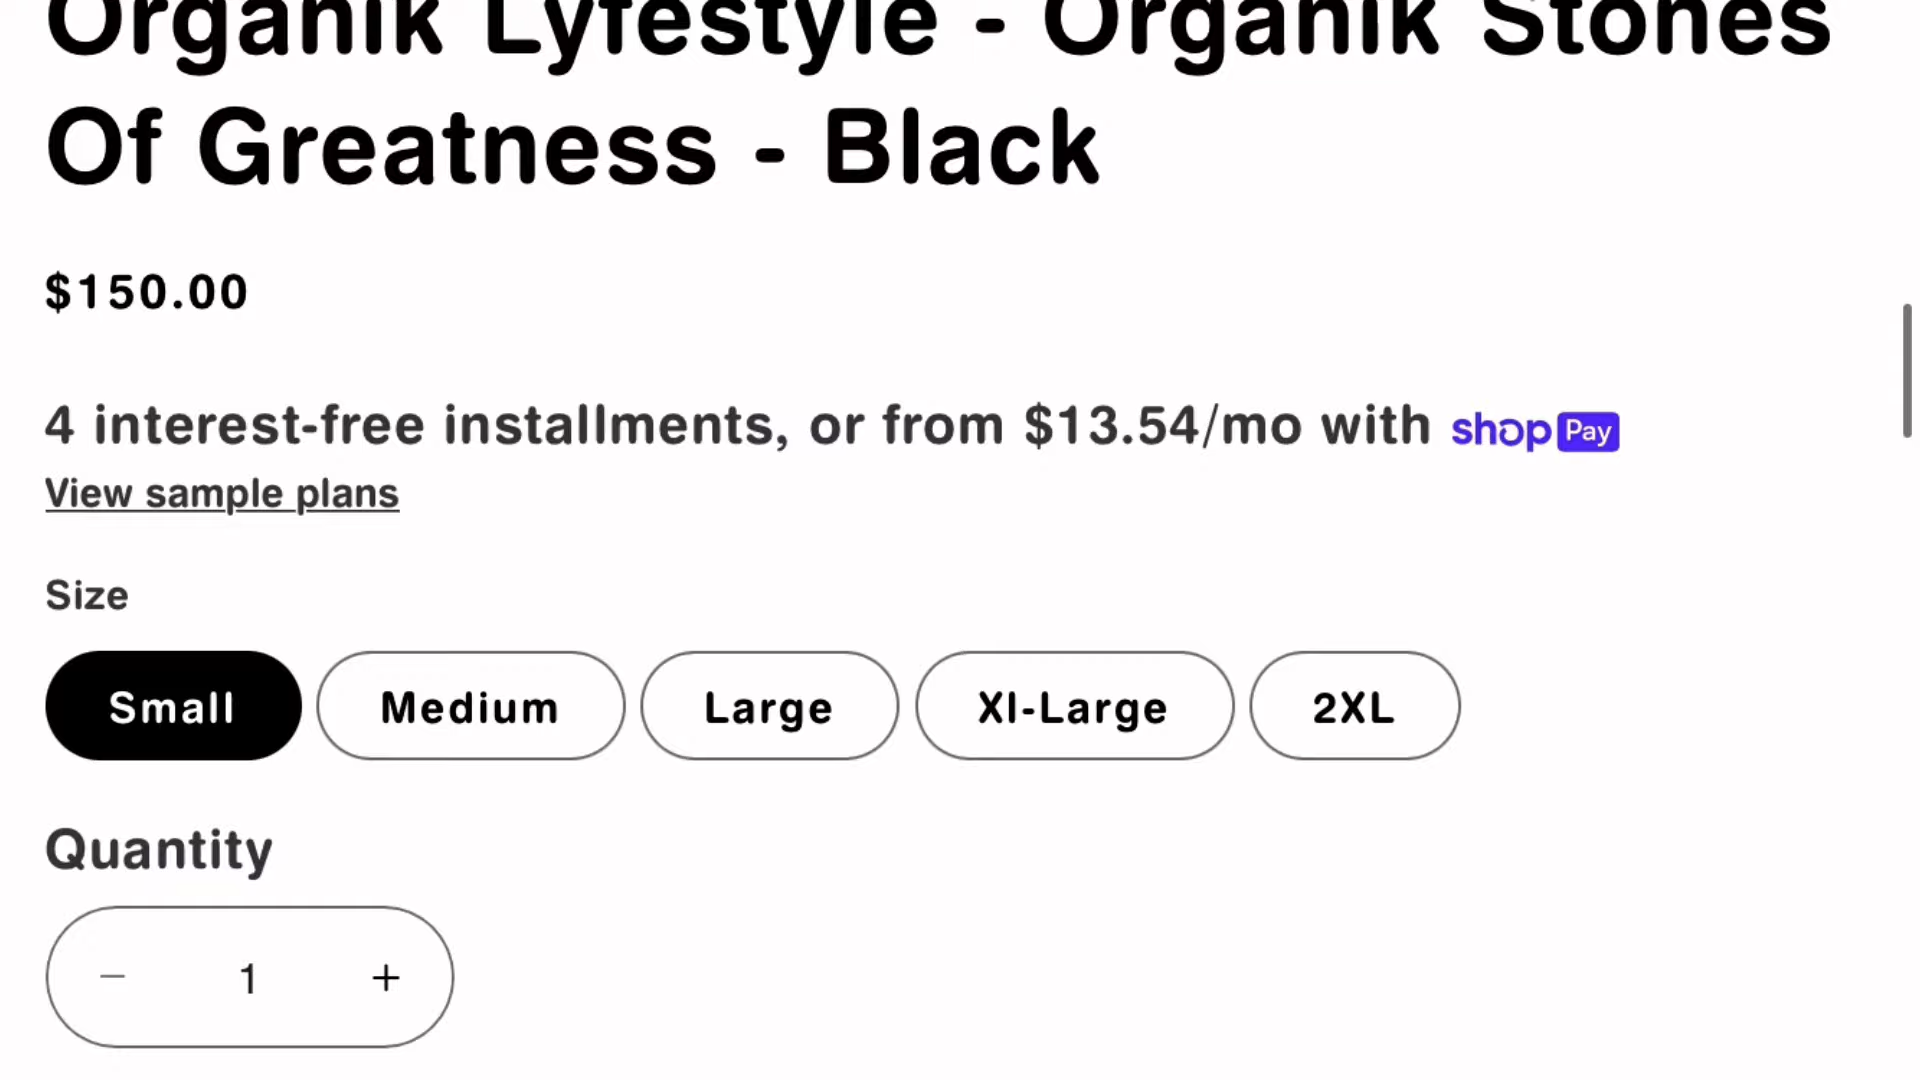 Organik Lyfestyle - Organik Stones
Of Greatness - Black
$150.00
4 interest-free installments, or from $13.54/mo with shop Pay
View sample plans
Size
Small Medium Large Xl-Large 2XL
Quantity
− 1 +